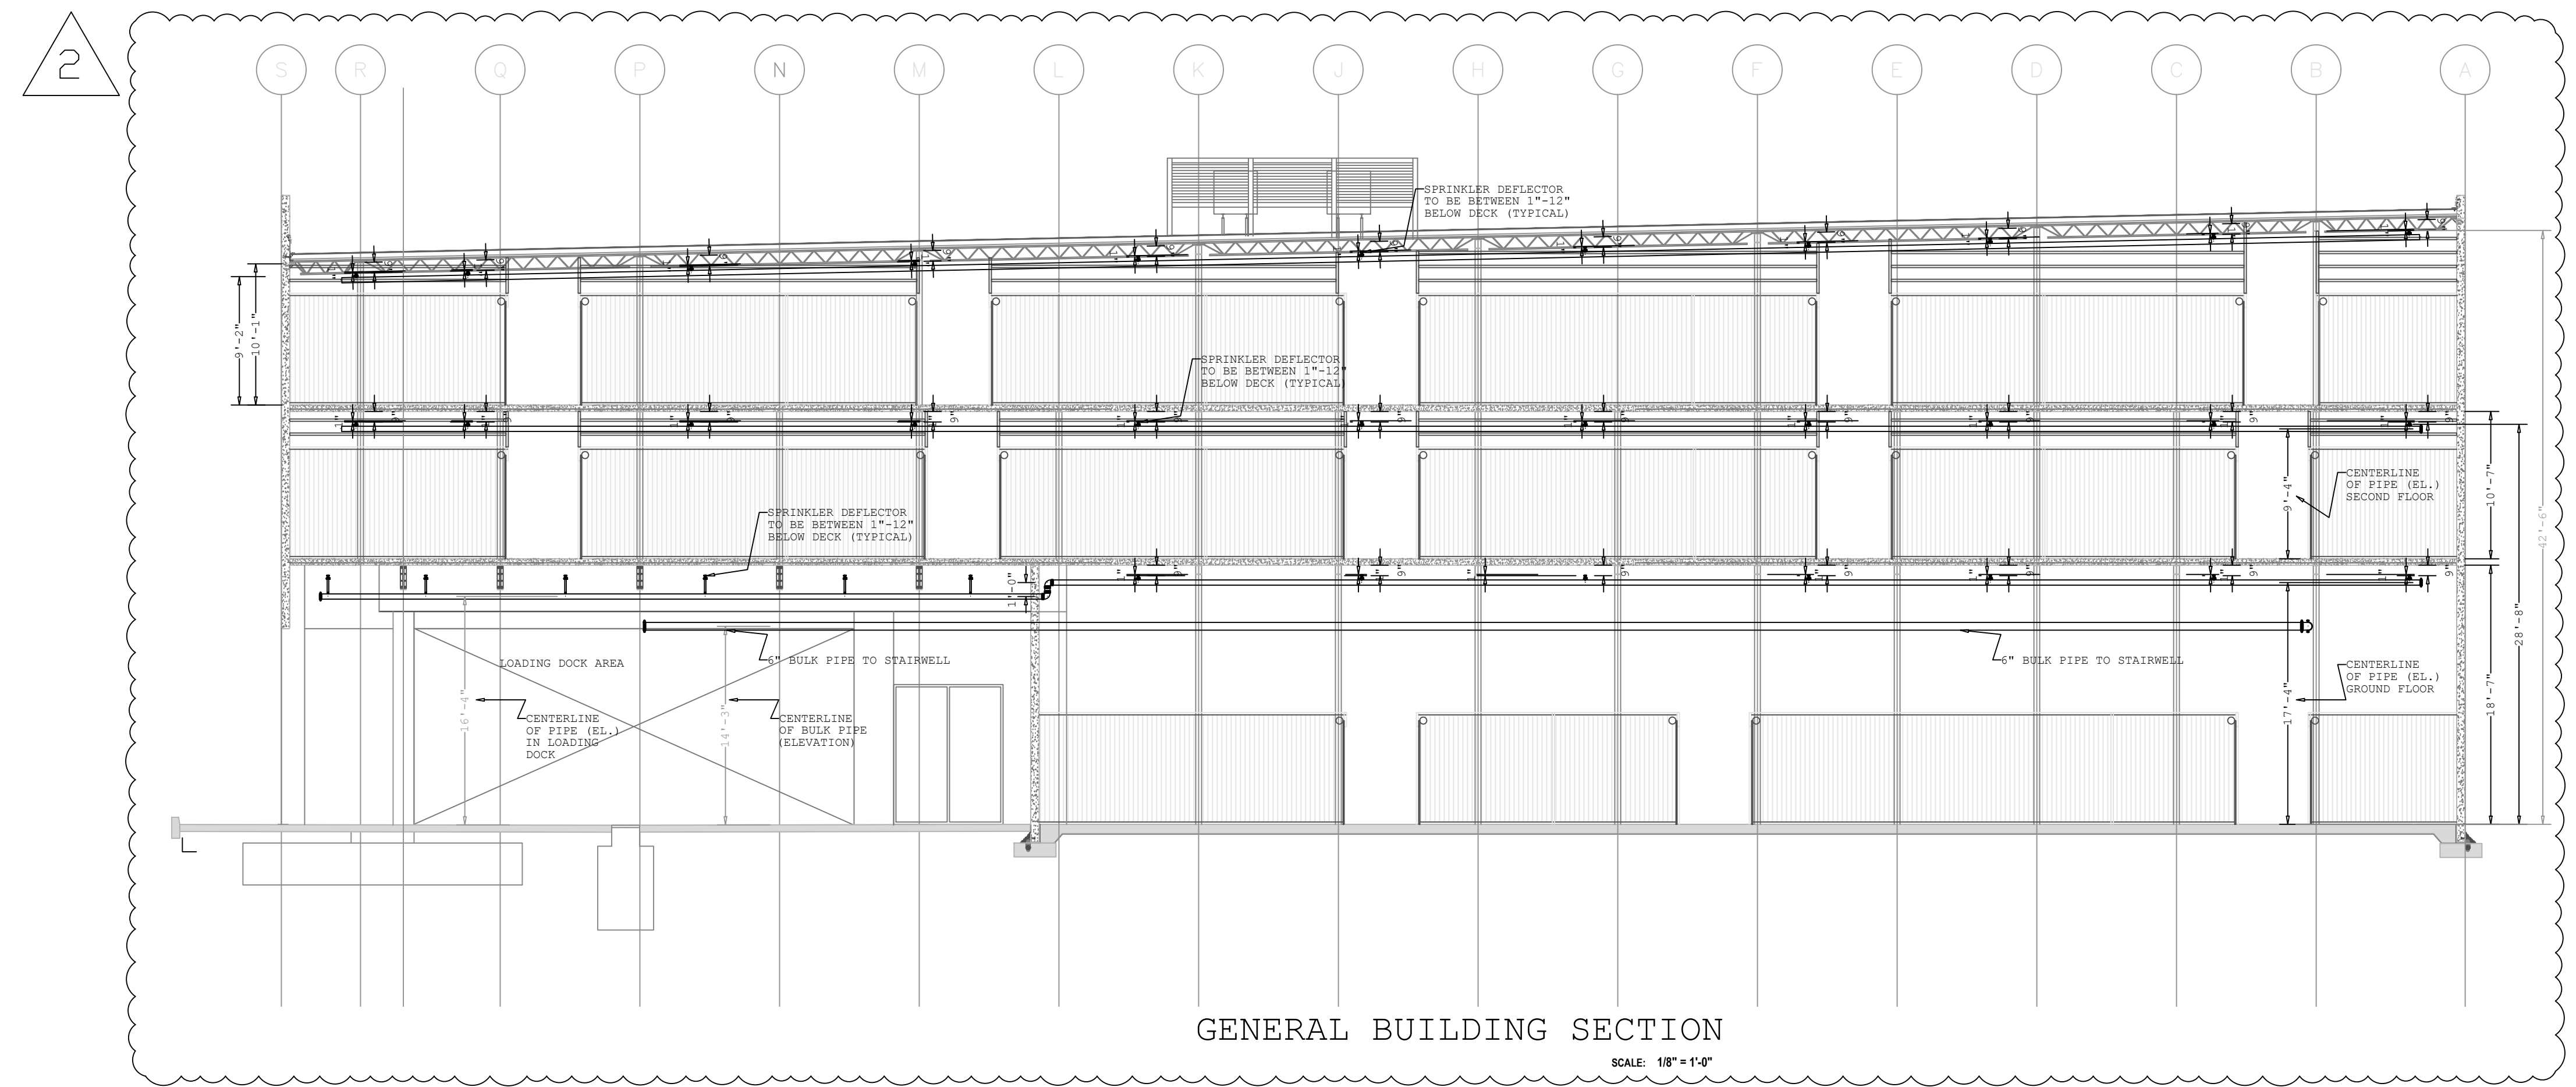 2
S R Q P N M L K J H G F E D C B A
SPRINKLER DEFLECTOR
TO BE BETWEEN 1"-12"
BELOW DECK (TYPICAL)
9'-2"
10'-1"
SPRINKLER DEFLECTOR
TO BE BETWEEN 1"-12"
BELOW DECK (TYPICAL)
CENTERLINE
OF PIPE (EL.)
SECOND FLOOR
9'-4"
10'-7"
42'-6"
SPRINKLER DEFLECTOR
TO BE BETWEEN 1"-12"
BELOW DECK (TYPICAL)
1'-0"
28'-8"
6" BULK PIPE TO STAIRWELL
6" BULK PIPE TO STAIRWELL
LOADING DOCK AREA
CENTERLINE
OF PIPE (EL.)
GROUND FLOOR
16'-4"
14'-3"
17'-4"
18'-7"
CENTERLINE
OF PIPE (EL.)
IN LOADING
DOCK
CENTERLINE
OF BULK PIPE
(ELEVATION)
GENERAL BUILDING SECTION
SCALE: 1/8" = 1'-0"